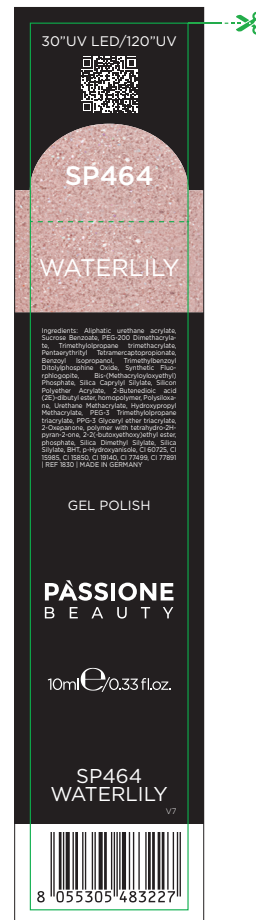 30”UV LED/120”UV
SP464
WATERLILY
Ingredients: Aliphatic urethane acrylate,
Sucrose Benzoate, PEG-200 Dimethacryla-
te, Trimethylolpropane trimethacrylate,
Pentaerythrityl Tetramercaptopropionate,
Benzoyl Isopropanol, Trimethylbenzoyl
Ditolylphosphine Oxide, Synthetic Fluo-
rphlogopite, Bis-(Methacryloyloxyethyl)
Phosphate, Silica Caprylyl Silylate, Silicon
Polyether Acrylate, 2-Butenedioic acid
(2E)-dibutyl ester, homopolymer, Polysiloxa-
ne, Urethane Methacrylate, Hydroxypropyl
Methacrylate, PEG-3 Trimethylolpropane
triacrylate, PPG-3 Glyceryl ether triacrylate,
2-Oxepanone, polymer with tetrahydro-2H-
pyran-2-one, 2-2(-butoxyethoxy)ethyl ester,
phosphate, Silica Dimethyl Silylate, Silica
Silylate, BHT, p-Hydroxyanisole, CI 60725, CI
15985, CI 15850, CI 19140, CI 77499, CI 77891
| REF 1830 | MADE IN GERMANY
GEL POLISH
PÀSSIONE
BEAUTY
10ml℮/0.33 fl.oz.
SP464
WATERLILY
V7
8 055305 483227